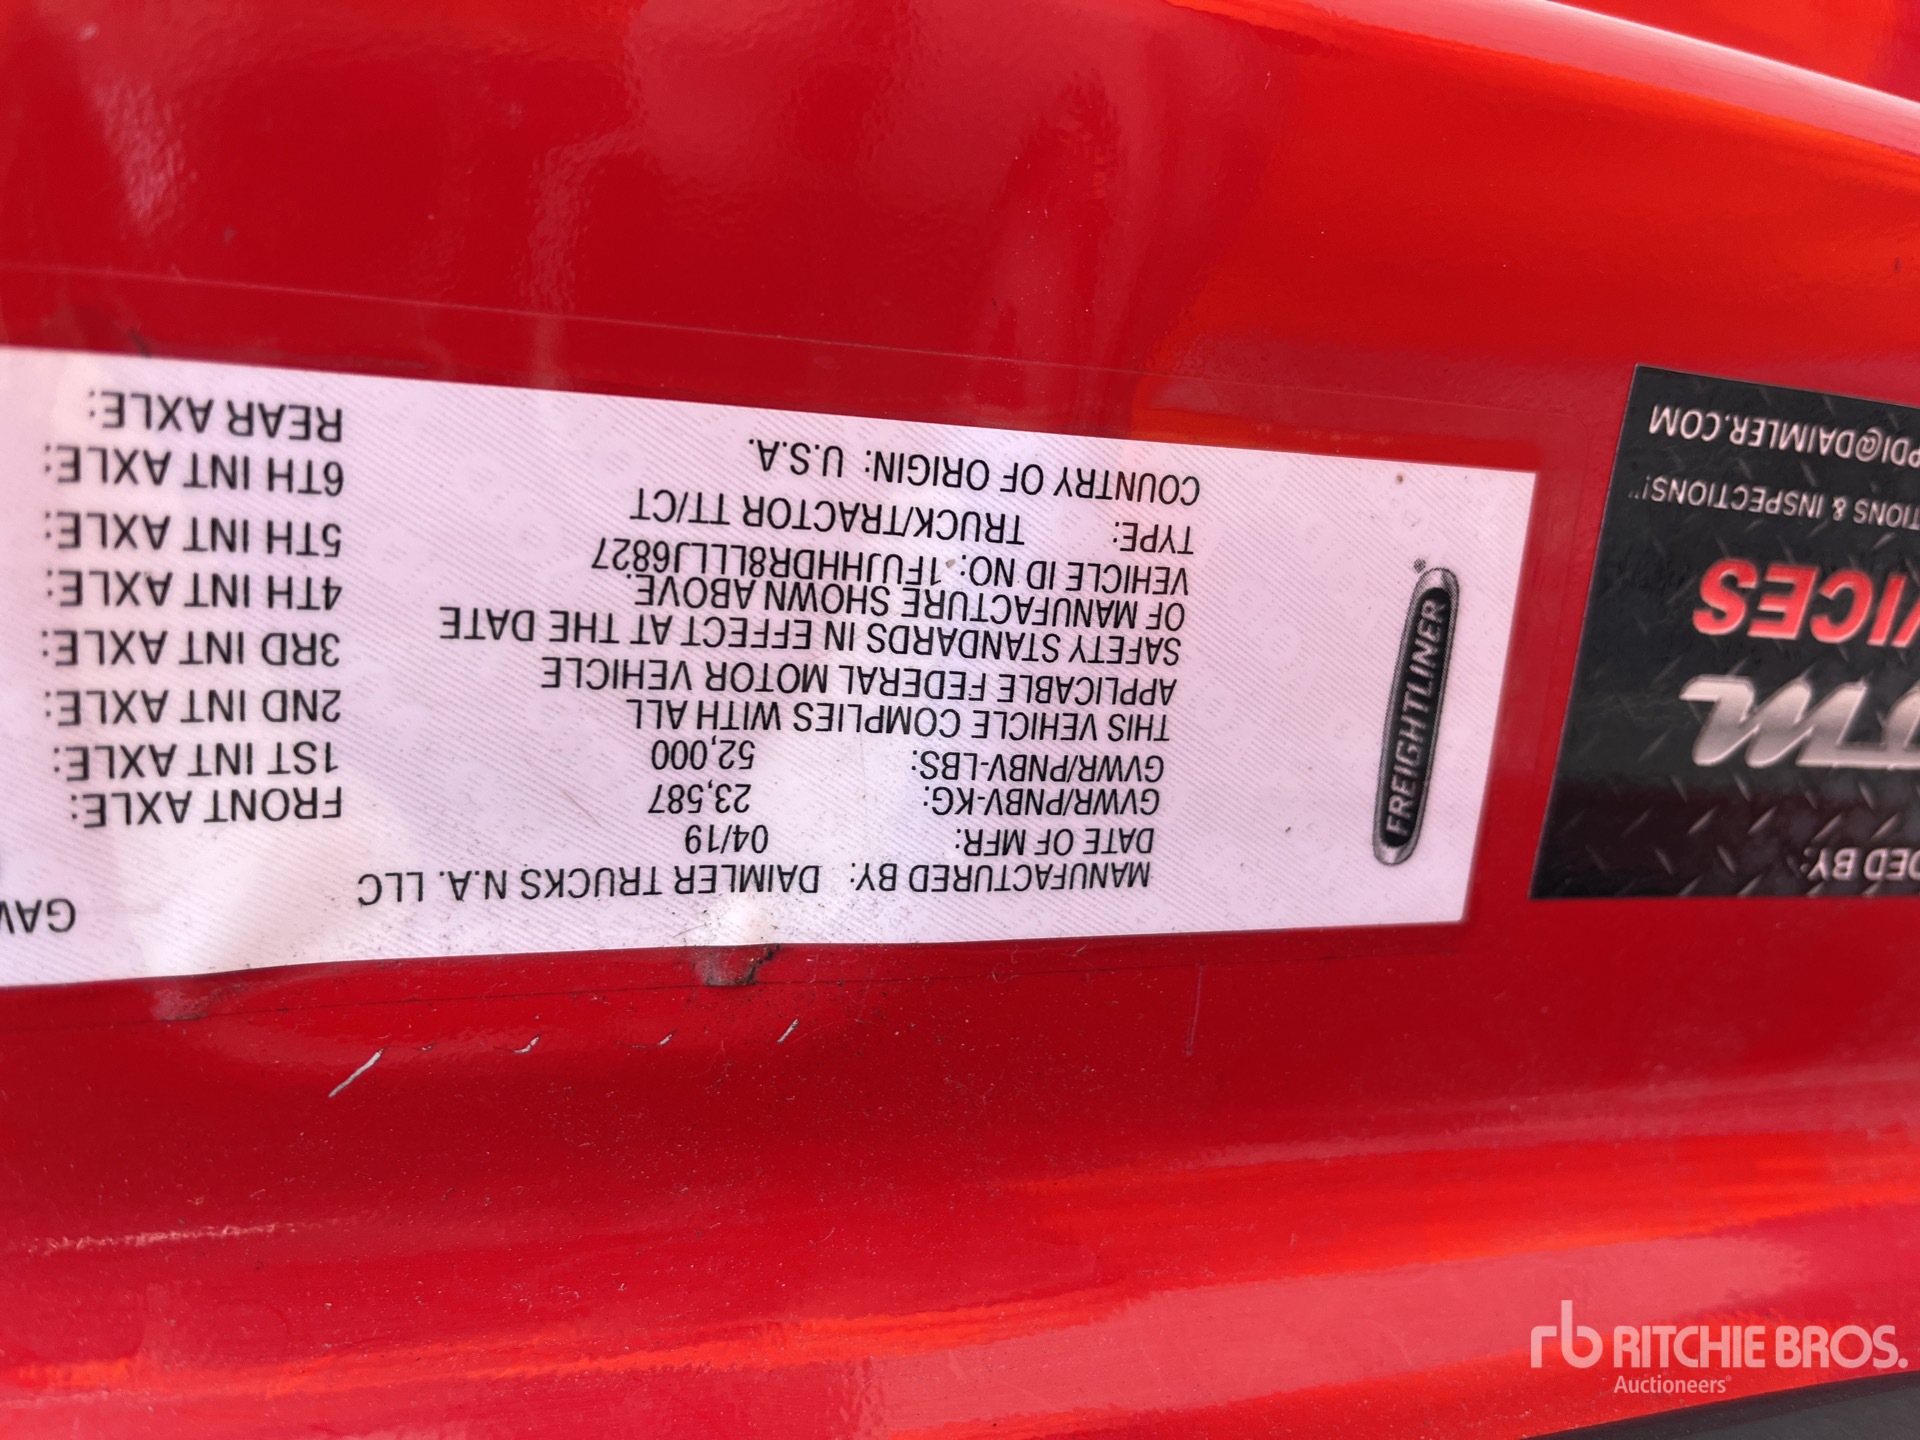 FREIGHTLINER
MANUFACTURED BY: DAIMLER TRUCKS N.A. LLC
DATE OF MFR: 04/19
GVWR/PNBV-KG: 23,587
GVWR/PNBV-LBS: 52,000
THIS VEHICLE COMPLIES WITH ALL
APPLICABLE FEDERAL MOTOR VEHICLE
SAFETY STANDARDS IN EFFECT AT THE DATE
OF MANUFACTURE SHOWN ABOVE.
VEHICLE ID NO: 1FUJHHDR8LLLJ6827
TYPE: TRUCK/TRACTOR TT/CT
COUNTRY OF ORIGIN: U.S.A.
GAW
FRONT AXLE:
1ST INT AXLE:
2ND INT AXLE:
3RD INT AXLE:
4TH INT AXLE:
5TH INT AXLE:
6TH INT AXLE:
REAR AXLE:
DED BY:
VICES
TIONS & INSPECTIONS!"
PDI@DAIMLER.COM
rb RITCHIE BROS.
Auctioneers